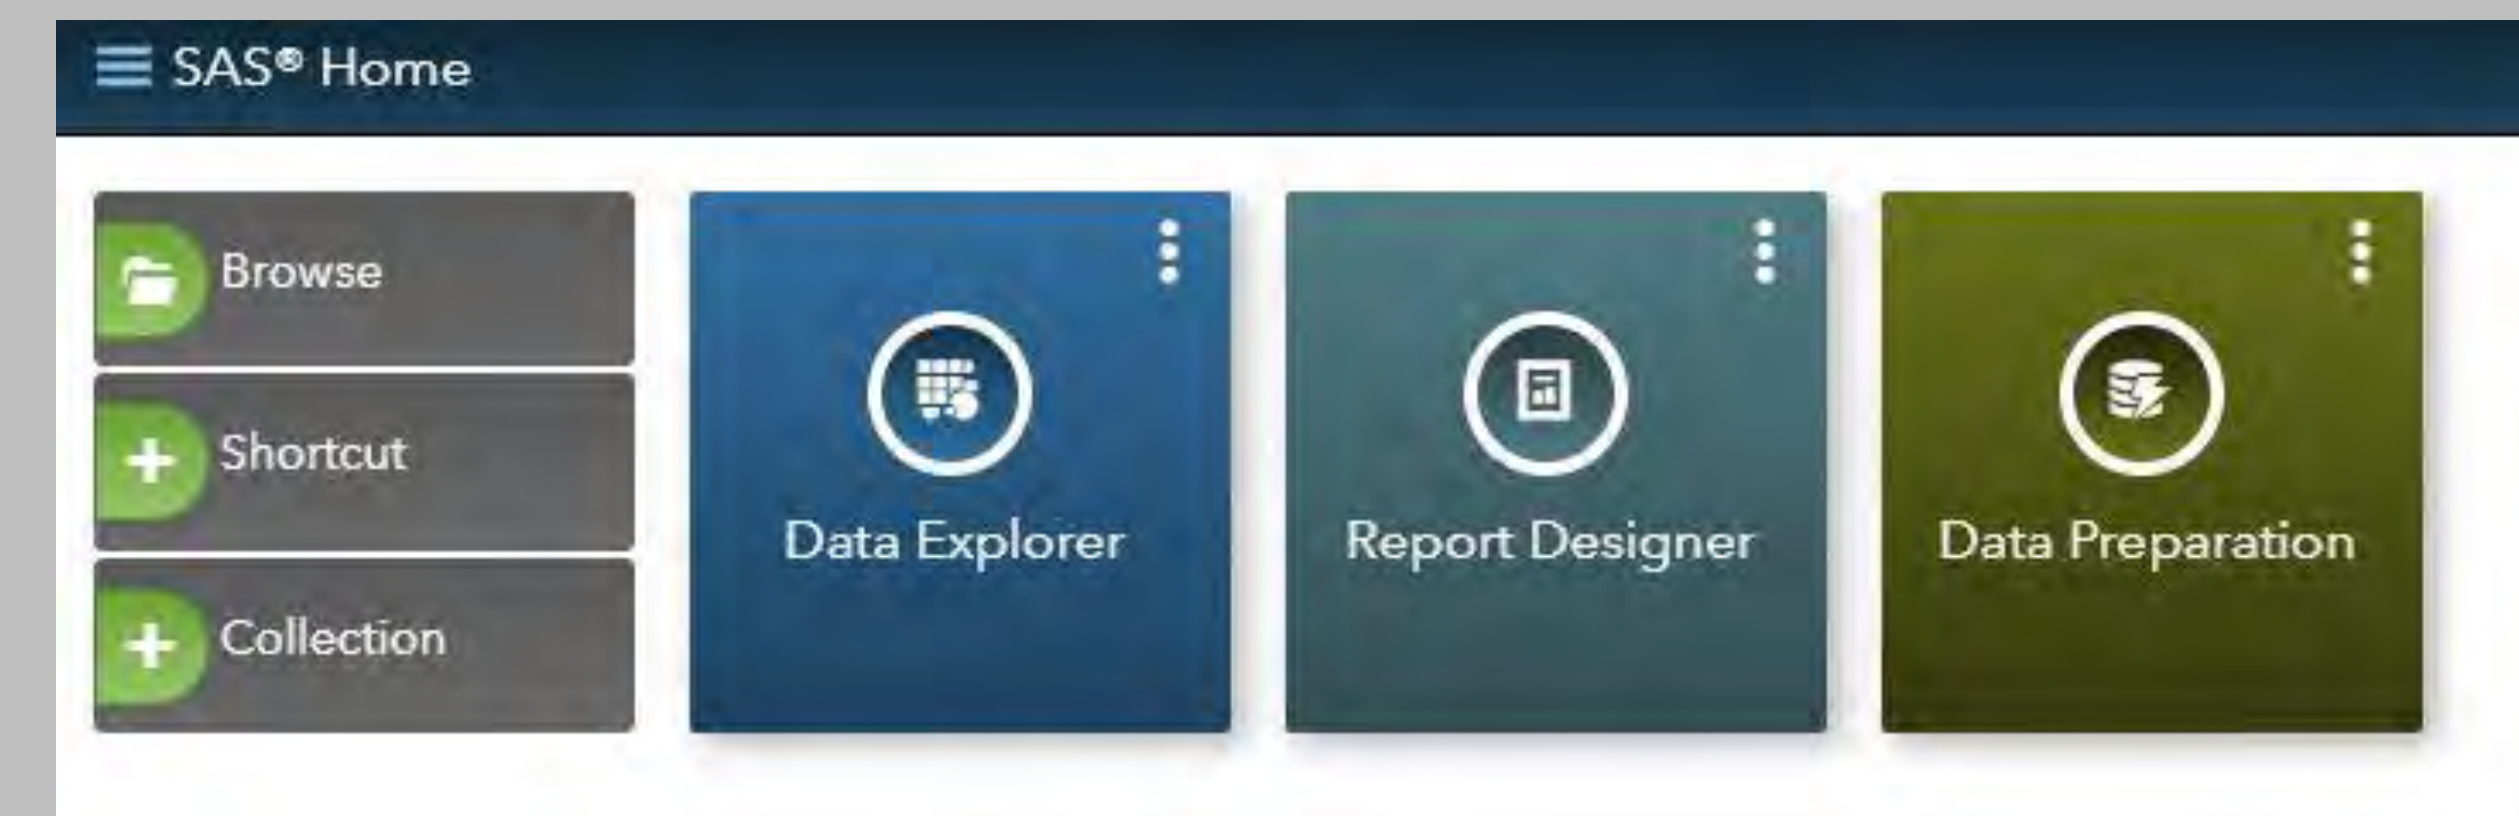 SAS® Home
Browse
Shortcut
Collection
Data Explorer
Report Designer
Data Preparation